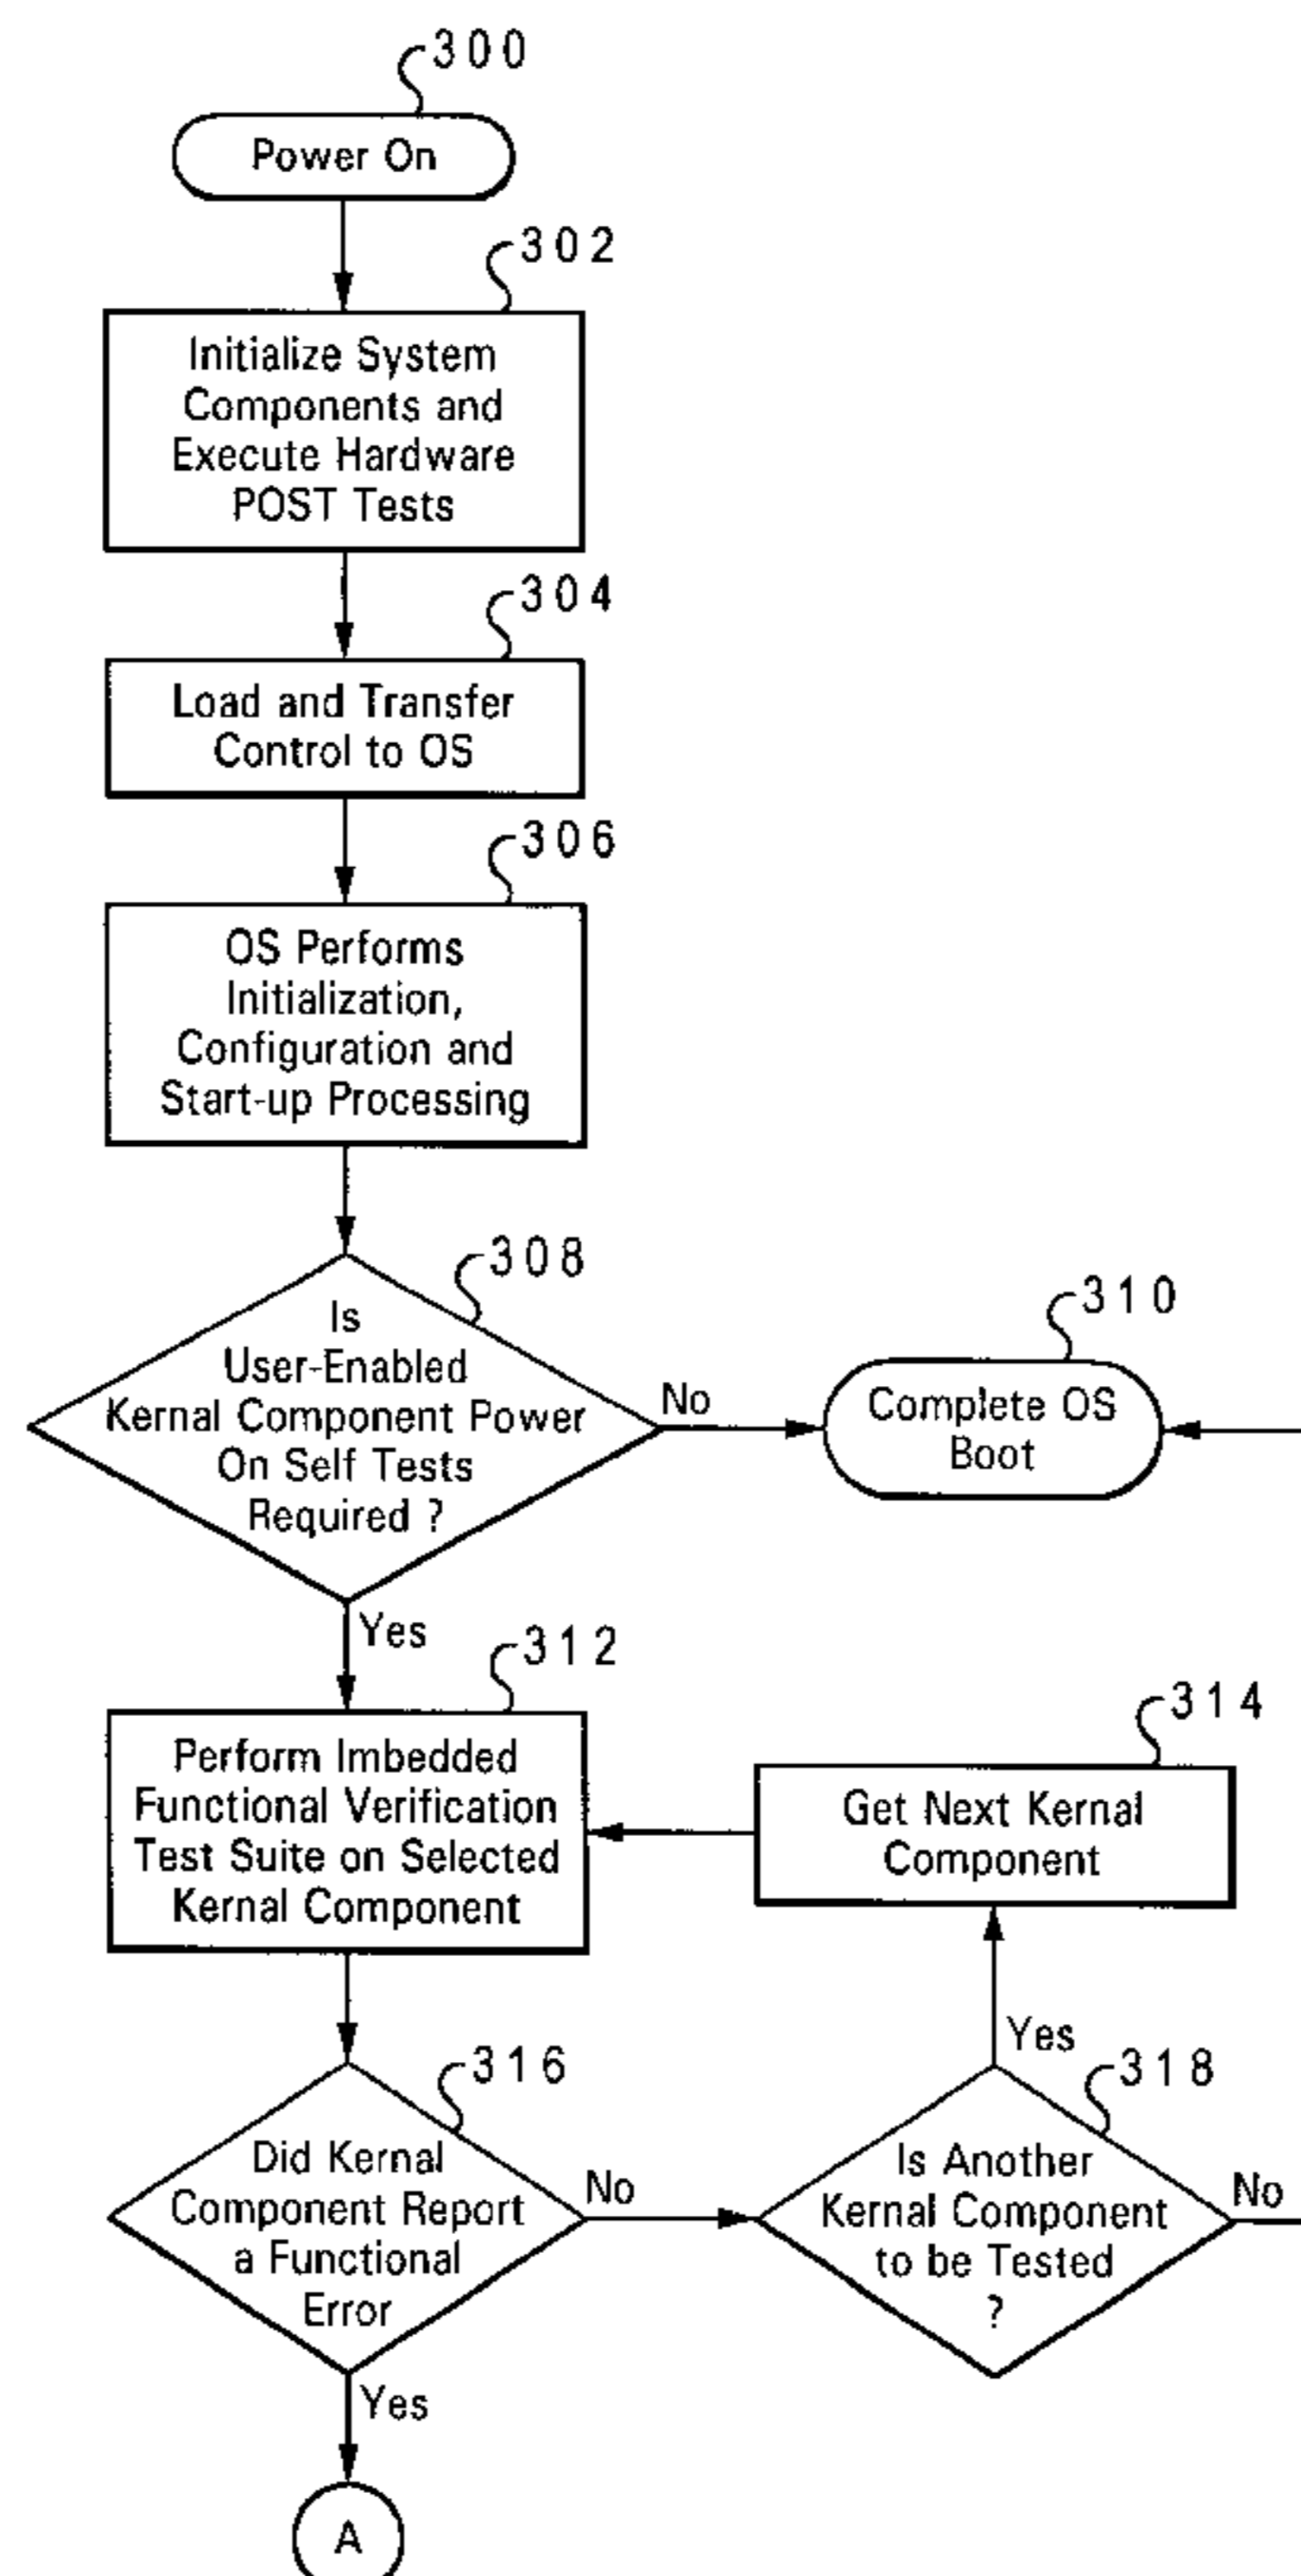 300
Power On
302
Initialize System
Components and
Execute Hardware
POST Tests
304
Load and Transfer
Control to OS
306
OS Performs
Initialization,
Configuration and
Start-up Processing
308
Is
User-Enabled
Kernal Component Power
On Self Tests
Required ?
No
310
Complete OS
Boot
Yes
312
Perform Imbedded
Functional Verification
Test Suite on Selected
Kernal Component
314
Get Next Kernal
Component
316
Did Kernal
Component Report
a Functional
Error
No
Yes
318
Is Another
Kernal Component
to be Tested
?
No
Yes
A